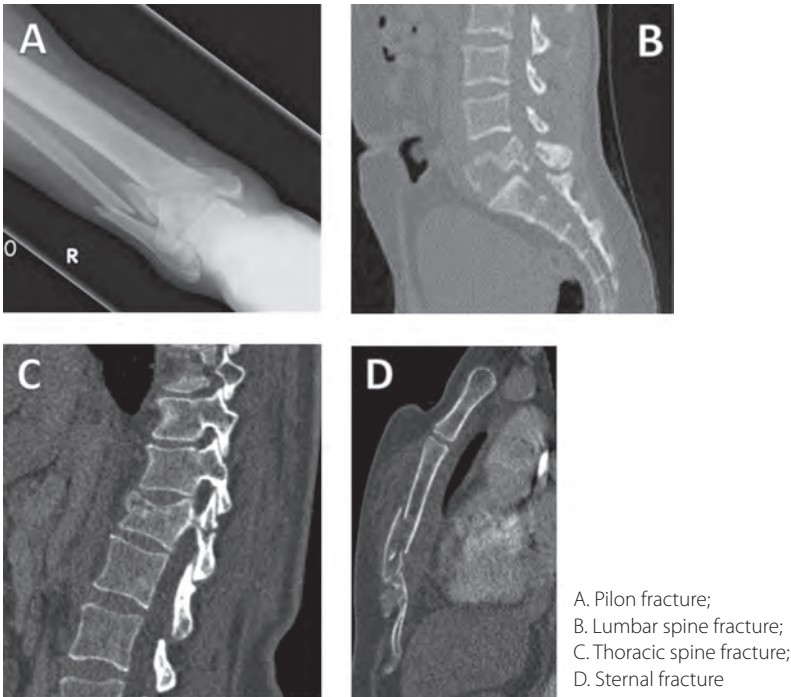 A
B
O
R
C
D
A. Pilon fracture;
B. Lumbar spine fracture;
C. Thoracic spine fracture;
D. Sternal fracture